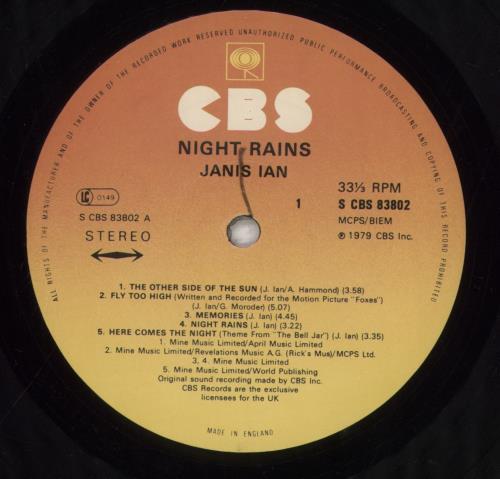 ALL RIGHTS OF THE MANUFACTURER AND OF THE OWNER OF THE RECORDED WORK RESERVED UNAUTHORIZED PUBLIC PERFORMANCE BROADCASTING AND COPYING OF THIS RECORD PROHIBITED
CBS
NIGHT RAINS
JANIS IAN
LC 0149
S CBS 83802 A
STEREO
1
33⅓ RPM
S CBS 83802
MCPS/BIEM
℗ 1979 CBS Inc.
1. THE OTHER SIDE OF THE SUN (J. Ian/A. Hammond) (3.58)
2. FLY TOO HIGH (Written and Recorded for the Motion Picture "Foxes")
(J. Ian/G. Moroder) (5.07)
3. MEMORIES (J. Ian) (4.45)
4. NIGHT RAINS (J. Ian) (3.22)
5. HERE COMES THE NIGHT (Theme From "The Bell Jar") (J. Ian) (3.35)
1. Mine Music Limited/April Music Limited
2. Mine Music Limited/Revelations Music A.G. (Rick's Mus)/MCPS Ltd.
3, 4. Mine Music Limited
5. Mine Music Limited/World Publishing
Original sound recording made by CBS Inc.
CBS Records are the exclusive
licensees for the UK
MADE IN ENGLAND